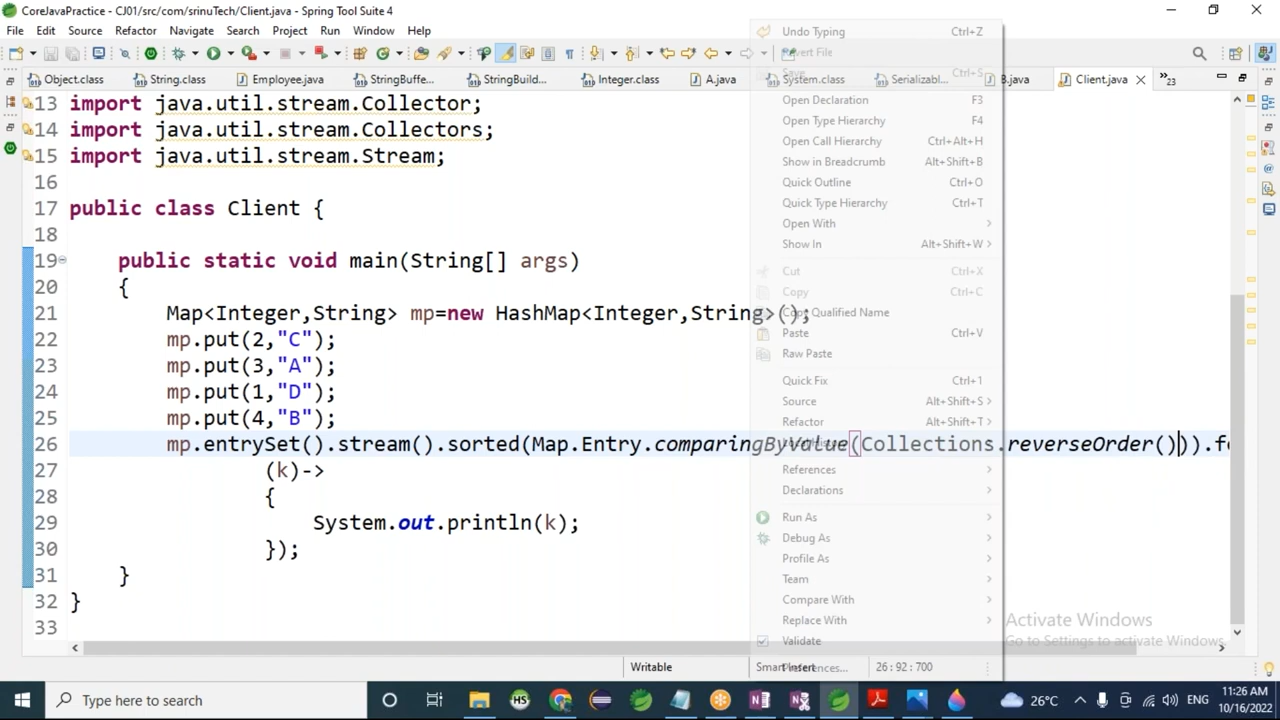 CoreJavaPractice - CJ01/src/com/srinuTech/Client.java - Spring Tool Suite 4
File Edit Source Refactor Navigate Search Project Run Window Help
Object.class String.class Employee.java StringBuffe... StringBuild... Integer.class A.java System.class Serializabl... B.java Client.java »23
13 import java.util.stream.Collector;
14 import java.util.stream.Collectors;
15 import java.util.stream.Stream;
16
17 public class Client {
18
19 public static void main(String[] args)
20 {
21 Map<Integer,String> mp=new HashMap<Integer,String>();
22 mp.put(2,"C");
23 mp.put(3,"A");
24 mp.put(1,"D");
25 mp.put(4,"B");
26 mp.entrySet().stream().sorted(Map.Entry.comparingByValue(Collections.reverseOrder())).fo
27 (k)->
28 {
29 System.out.println(k);
30 });
31 }
32 }
33
Undo Typing Ctrl+Z
Revert File
Save Ctrl+S
Open Declaration F3
Open Type Hierarchy F4
Open Call Hierarchy Ctrl+Alt+H
Show in Breadcrumb Alt+Shift+B
Quick Outline Ctrl+O
Quick Type Hierarchy Ctrl+T
Open With
Show In Alt+Shift+W
Cut Ctrl+X
Copy Ctrl+C
Copy Qualified Name
Paste Ctrl+V
Raw Paste
Quick Fix Ctrl+1
Source Alt+Shift+S
Refactor Alt+Shift+T
Local History
References
Declarations
Run As
Debug As
Profile As
Team
Compare With
Replace With
Validate
Preferences...
Activate Windows
Go to Settings to activate Windows.
Writable Smart Insert 26 : 92 : 700
Type here to search
HS
26°C ENG
11:26 AM
10/16/2022